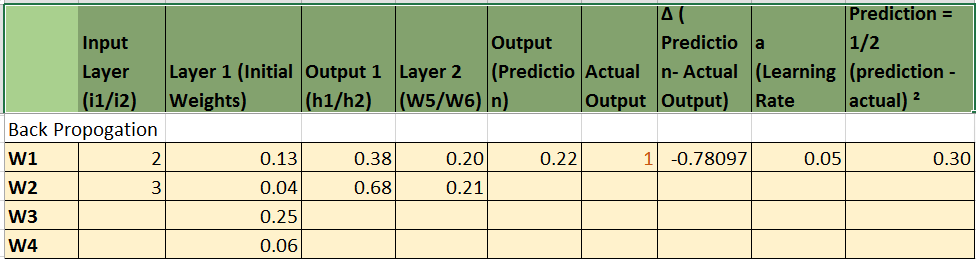 Input Layer (i1/i2) Layer 1 (Initial Weights) Output 1 (h1/h2) Layer 2 (W5/W6) Output (Predictio n) Actual Output Δ ( Predictio n- Actual Output) a (Learning Rate Prediction = 1/2 (prediction - actual) ²
Back Propogation
W1 2 0.13 0.38 0.20 0.22 1 -0.78097 0.05 0.30
W2 3 0.04 0.68 0.21
W3 0.25
W4 0.06